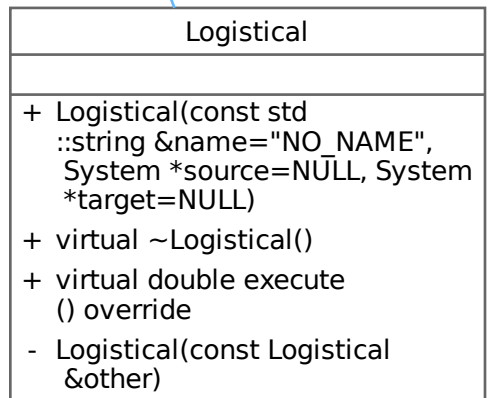 Logistical
+ Logistical(const std
::string &name="NO_NAME",
System *source=NULL, System
*target=NULL)
+ virtual ~Logistical()
+ virtual double execute
() override
- Logistical(const Logistical
&other)